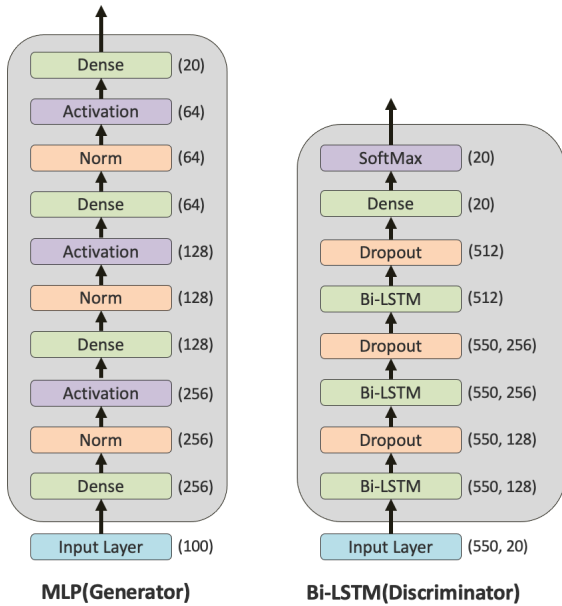 Dense (20)
Activation (64)
Norm (64)
Dense (64)
Activation (128)
Norm (128)
Dense (128)
Activation (256)
Norm (256)
Dense (256)
Input Layer (100)
MLP(Generator)
SoftMax (20)
Dense (20)
Dropout (512)
Bi-LSTM (512)
Dropout (550, 256)
Bi-LSTM (550, 256)
Dropout (550, 128)
Bi-LSTM (550, 128)
Input Layer (550, 20)
Bi-LSTM(Discriminator)